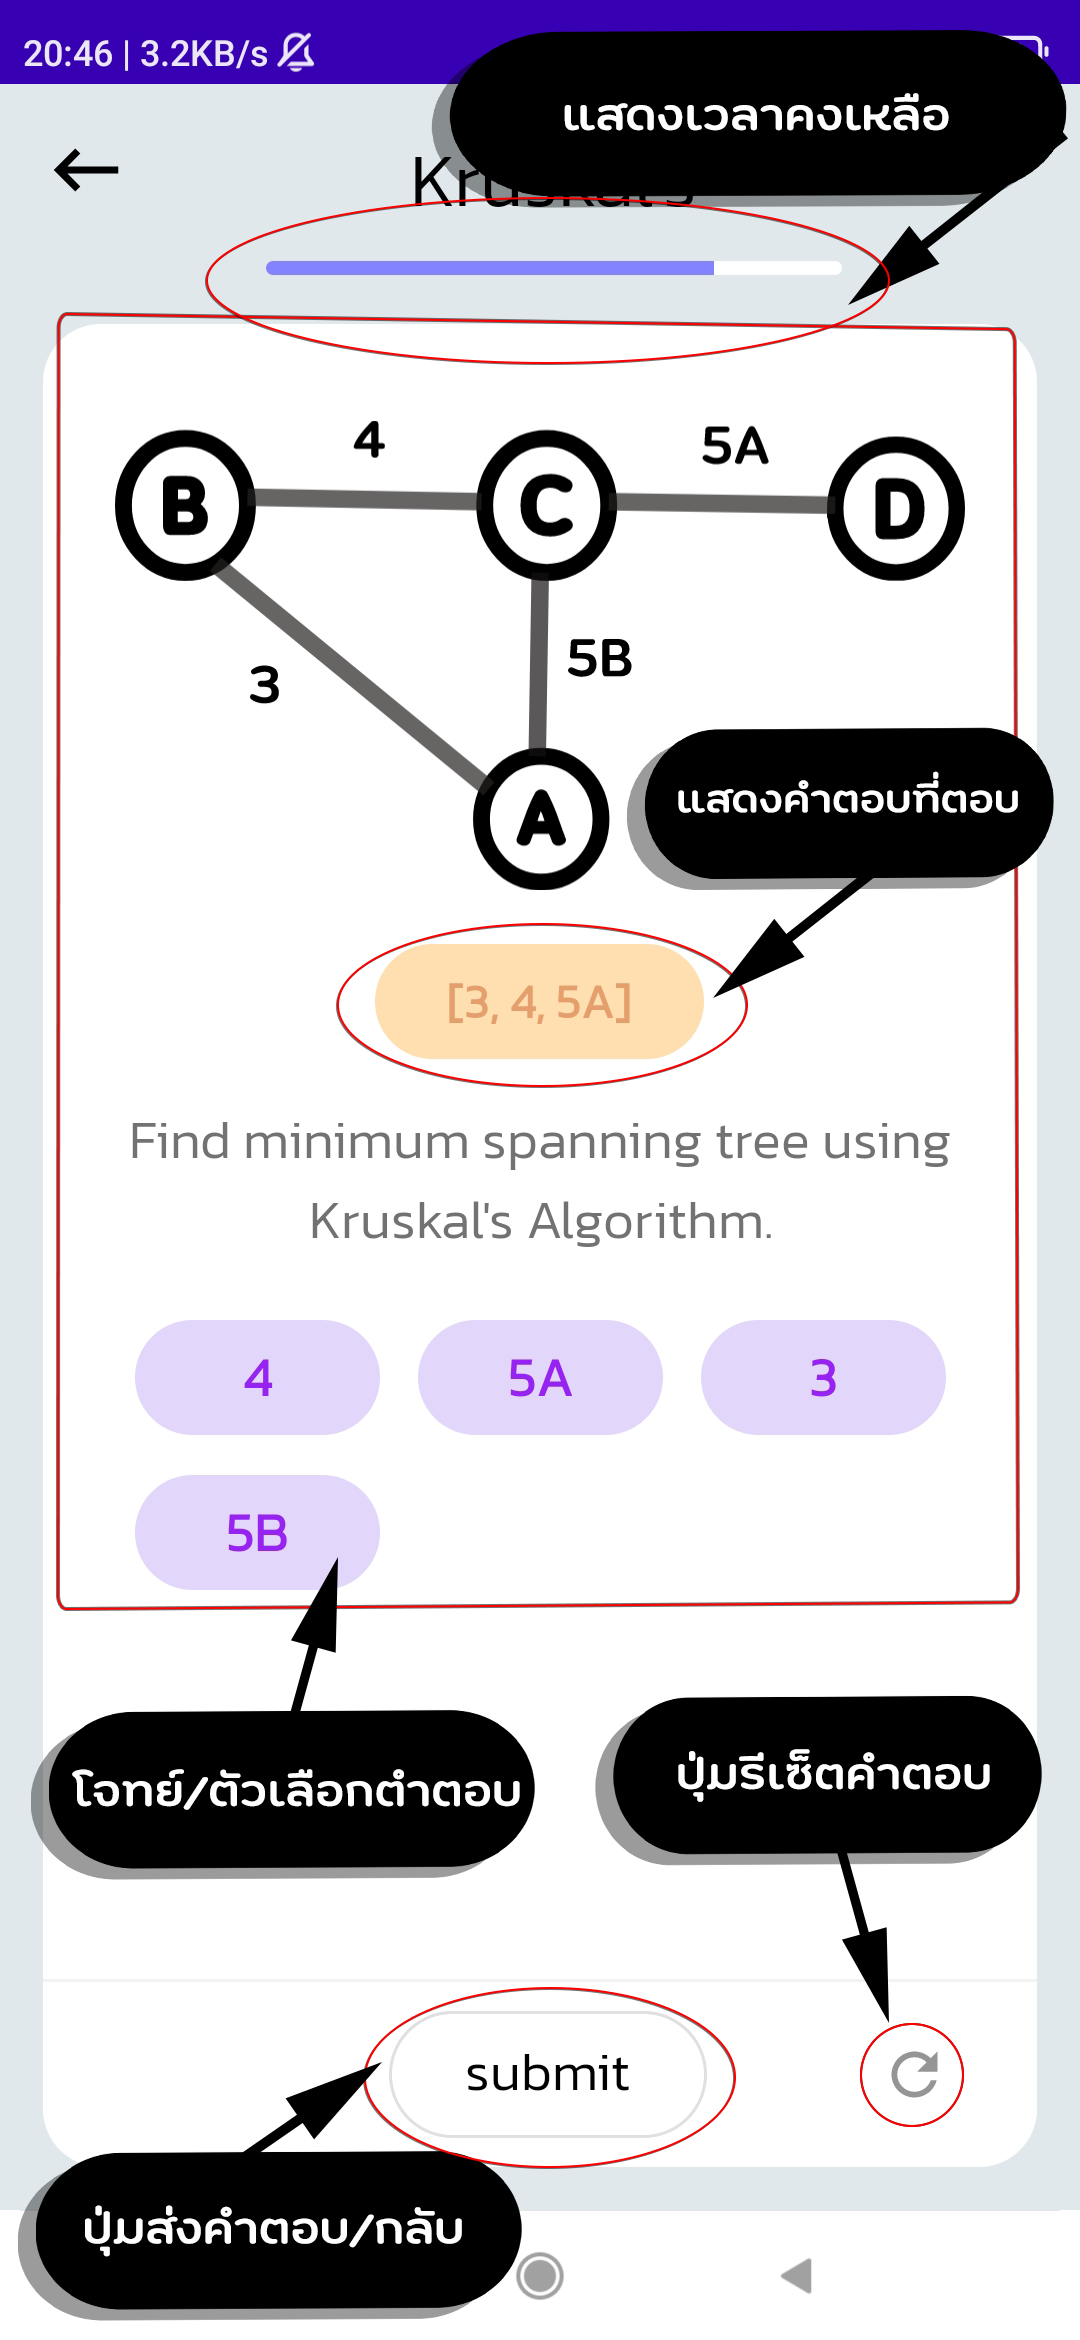 20:46 | 3.2KB/s
แสดงเวลาคงเหลือ
Kruskal's
4
5A
B
C
D
3
5B
A
แสดงคำตอบที่ตอบ
[3, 4, 5A]
Find minimum spanning tree using
Kruskal's Algorithm.
4
5A
3
5B
โจทย์/ตัวเลือกตำตอบ
ปุ่มรีเซ็ตคำตอบ
submit
ปุ่มส่งคำตอบ/กลับ